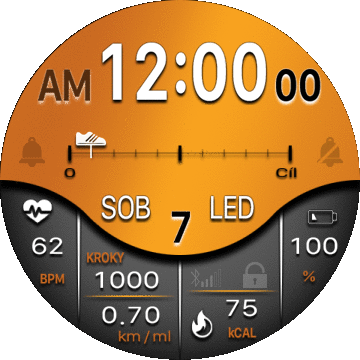 AM 12:00 00
0 Cíl
SOB 7 LED
62 BPM
KROKY
1000
0.70
km/ml
75
kCAL
100
%